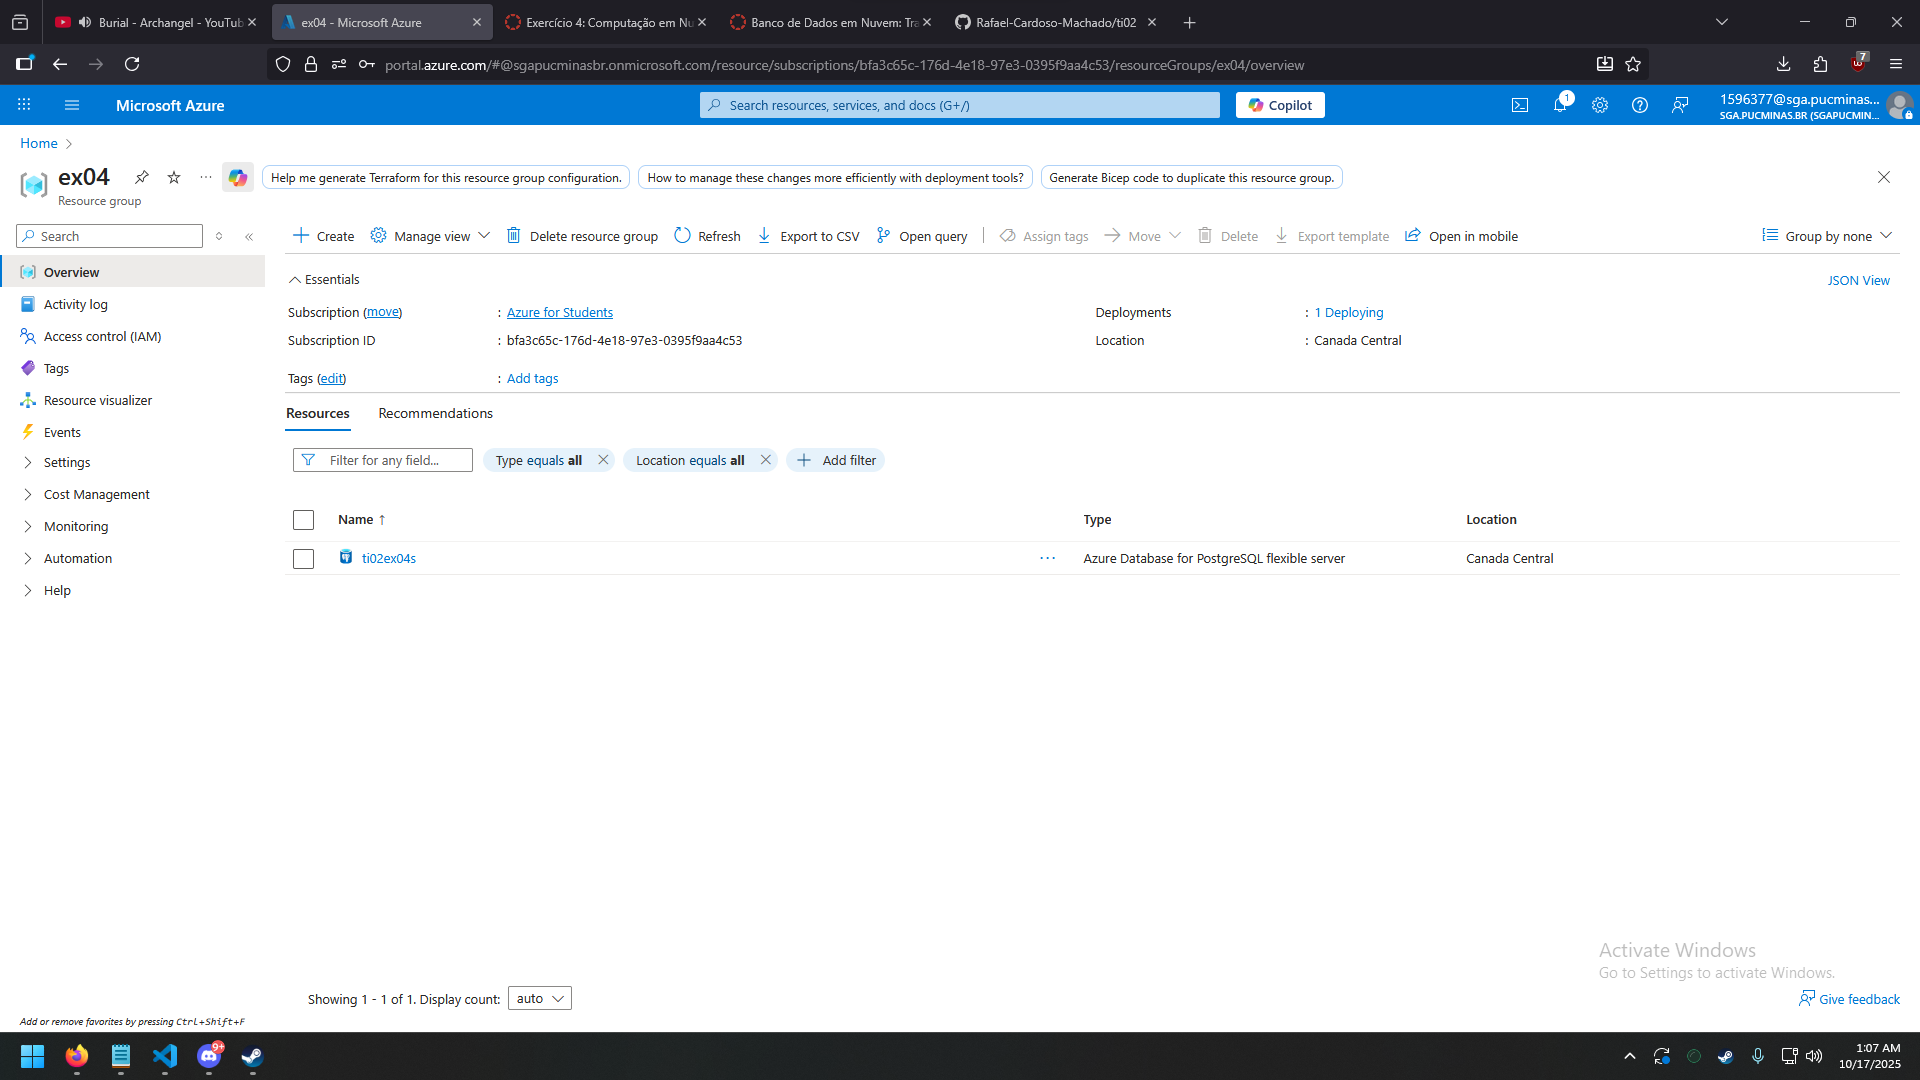 Burial - Archangel - YouTub
ex04 - Microsoft Azure
Exercício 4: Computação em Nu
Banco de Dados em Nuvem: Tra
Rafael-Cardoso-Machado/ti02
portal.azure.com/#@sgapucminasbr.onmicrosoft.com/resource/subscriptions/bfa3c65c-176d-4e18-97e3-0395f9aa4c53/resourceGroups/ex04/overview
7
Microsoft Azure
Search resources, services, and docs (G+/)
Copilot
1
1596377@sga.pucminas...
SGA.PUCMINAS.BR (SGAPUCMIN...
Home
ex04
Resource group
Help me generate Terraform for this resource group configuration.
How to manage these changes more efficiently with deployment tools?
Generate Bicep code to duplicate this resource group.
Search
Overview
Activity log
Access control (IAM)
Tags
Resource visualizer
Events
Settings
Cost Management
Monitoring
Automation
Help
Create
Manage view
Delete resource group
Refresh
Export to CSV
Open query
Assign tags
Move
Delete
Export template
Open in mobile
Group by none
Essentials
JSON View
Subscription (move) : Azure for Students
Subscription ID : bfa3c65c-176d-4e18-97e3-0395f9aa4c53
Tags (edit) : Add tags
Deployments : 1 Deploying
Location : Canada Central
Resources
Recommendations
Filter for any field...
Type equals all
Location equals all
Add filter
Name ↑
Type
Location
ti02ex04s
Azure Database for PostgreSQL flexible server
Canada Central
Activate Windows
Go to Settings to activate Windows.
Showing 1 - 1 of 1. Display count: auto
Give feedback
Add or remove favorites by pressing Ctrl+Shift+F
9+
1:07 AM
10/17/2025